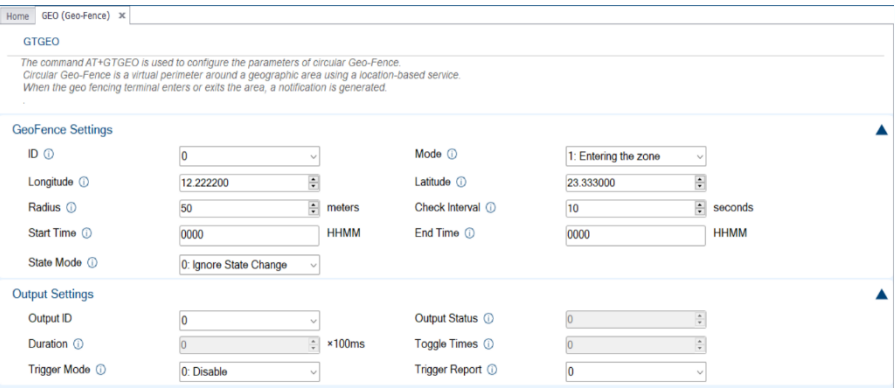 Home GEO (Geo-Fence) ×
GTGEO
The command AT+GTGEO is used to configure the parameters of circular Geo-Fence.
Circular Geo-Fence is a virtual perimeter around a geographic area using a location-based service.
When the geo fencing terminal enters or exits the area, a notification is generated.
.
GeoFence Settings
ID 0 Mode 1: Entering the zone
Longitude 12.222200 Latitude 23.333000
Radius 50 meters Check Interval 10 seconds
Start Time 0000 HHMM End Time 0000 HHMM
State Mode 0: Ignore State Change
Output Settings
Output ID 0 Output Status 0
Duration 0 ×100ms Toggle Times 0
Trigger Mode 0: Disable Trigger Report 0